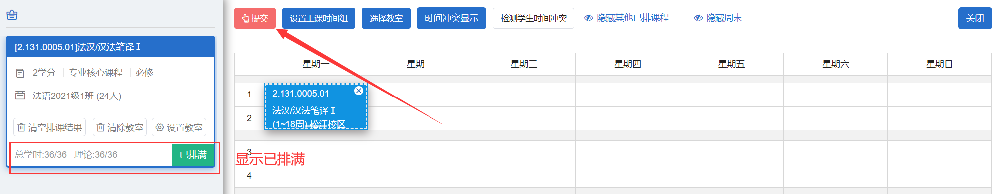 [2.131.0005.01]法汉/汉法笔译 I
2学分 专业核心课程 必修
法语2021级1班 (24人)
清空排课结果 清除教室 设置教室
总学时:36/36 理论:36/36 已排满
提交 设置上课时间组 选择教室 时间冲突显示 检测学生时间冲突 隐藏其他已排课程 隐藏周末 关闭
星期一 星期二 星期三 星期四 星期五 星期六 星期日
1
2.131.0005.01
法汉/汉法笔译 I
2
(1~18周) 松江校区
3
显示已排满
4